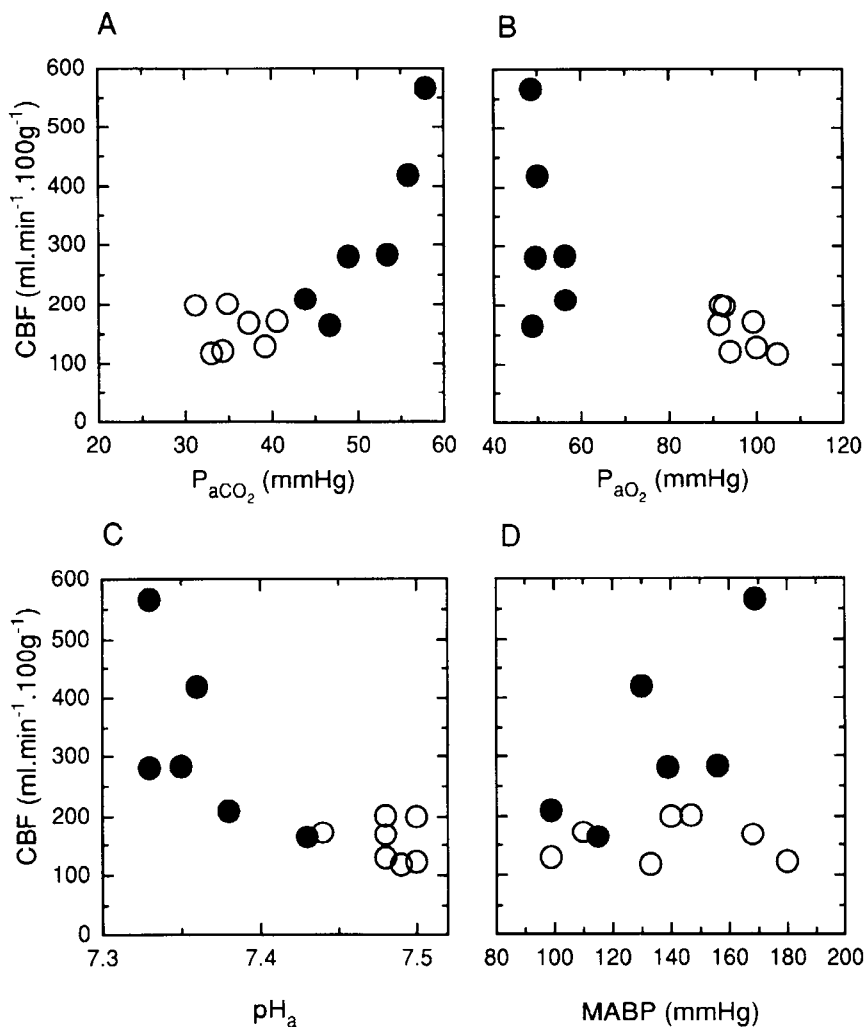 A
B
CBF (ml.min⁻¹.100g⁻¹)
600
500
400
300
200
100
0
20 30 40 50 60
40 60 80 100 120
PaCO₂ (mmHg)
PaO₂ (mmHg)
C
D
CBF (ml.min⁻¹.100g⁻¹)
600
500
400
300
200
100
0
7.3 7.4 7.5
80 100 120 140 160 180 200
pHa
MABP (mmHg)